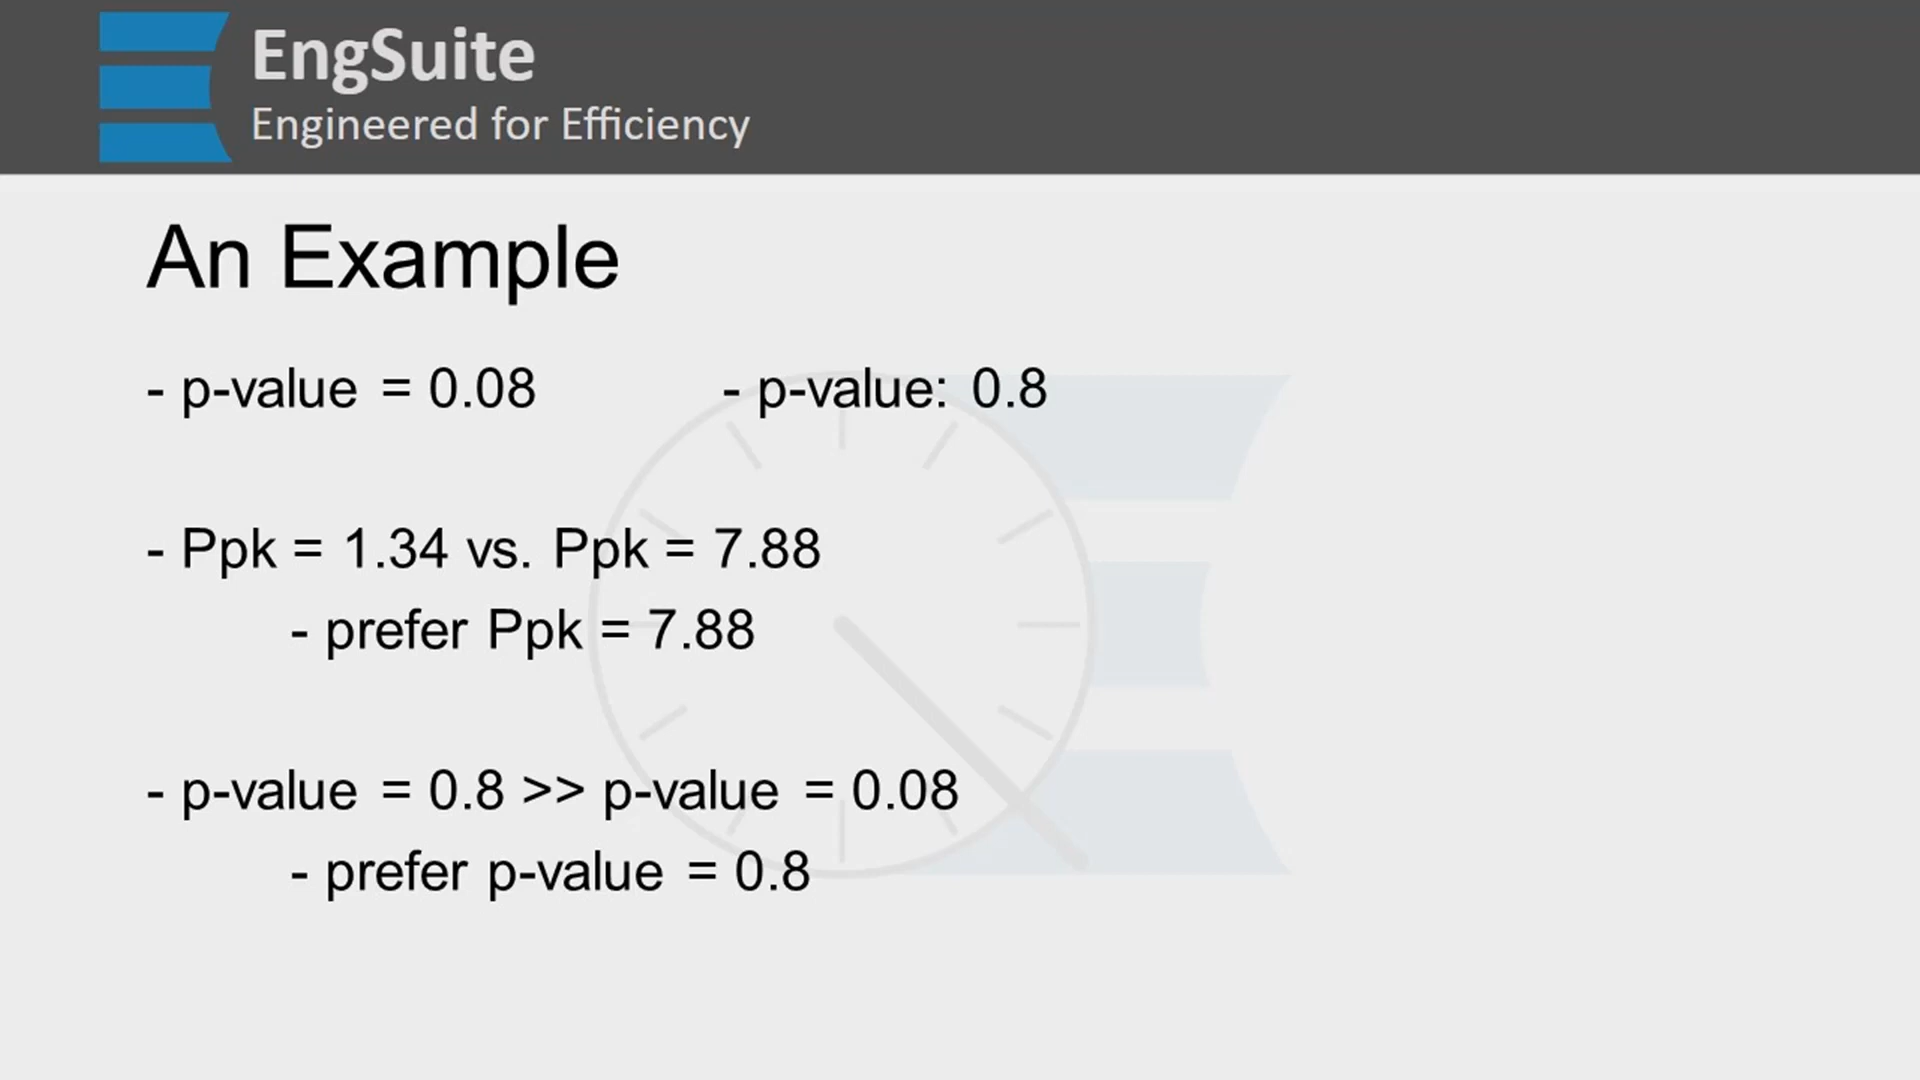 EngSuite
Engineered for Efficiency
An Example
- p-value = 0.08 - p-value: 0.8
- Ppk = 1.34 vs. Ppk = 7.88
- prefer Ppk = 7.88
- p-value = 0.8 >> p-value = 0.08
- prefer p-value = 0.8